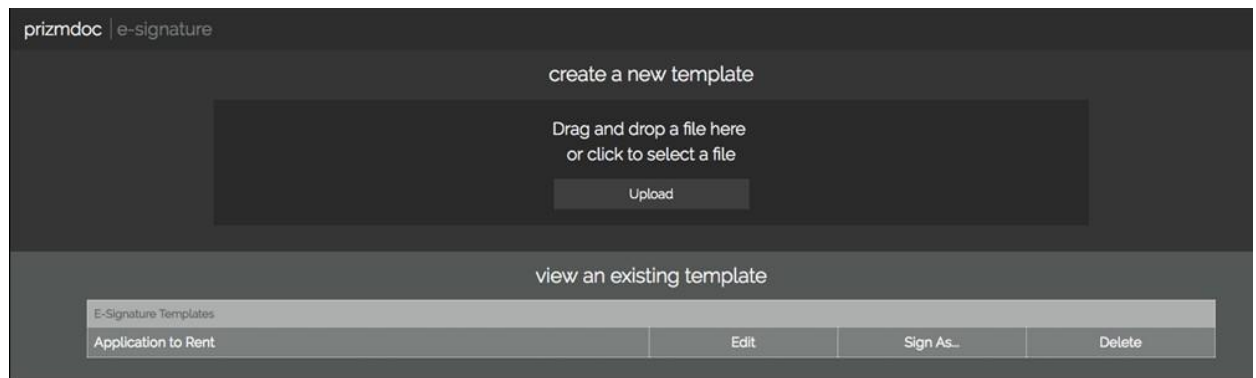 prizmdoc | e-signature
create a new template
Drag and drop a file here
or click to select a file
Upload
view an existing template
E-Signature Templates
Application to Rent Edit Sign As... Delete